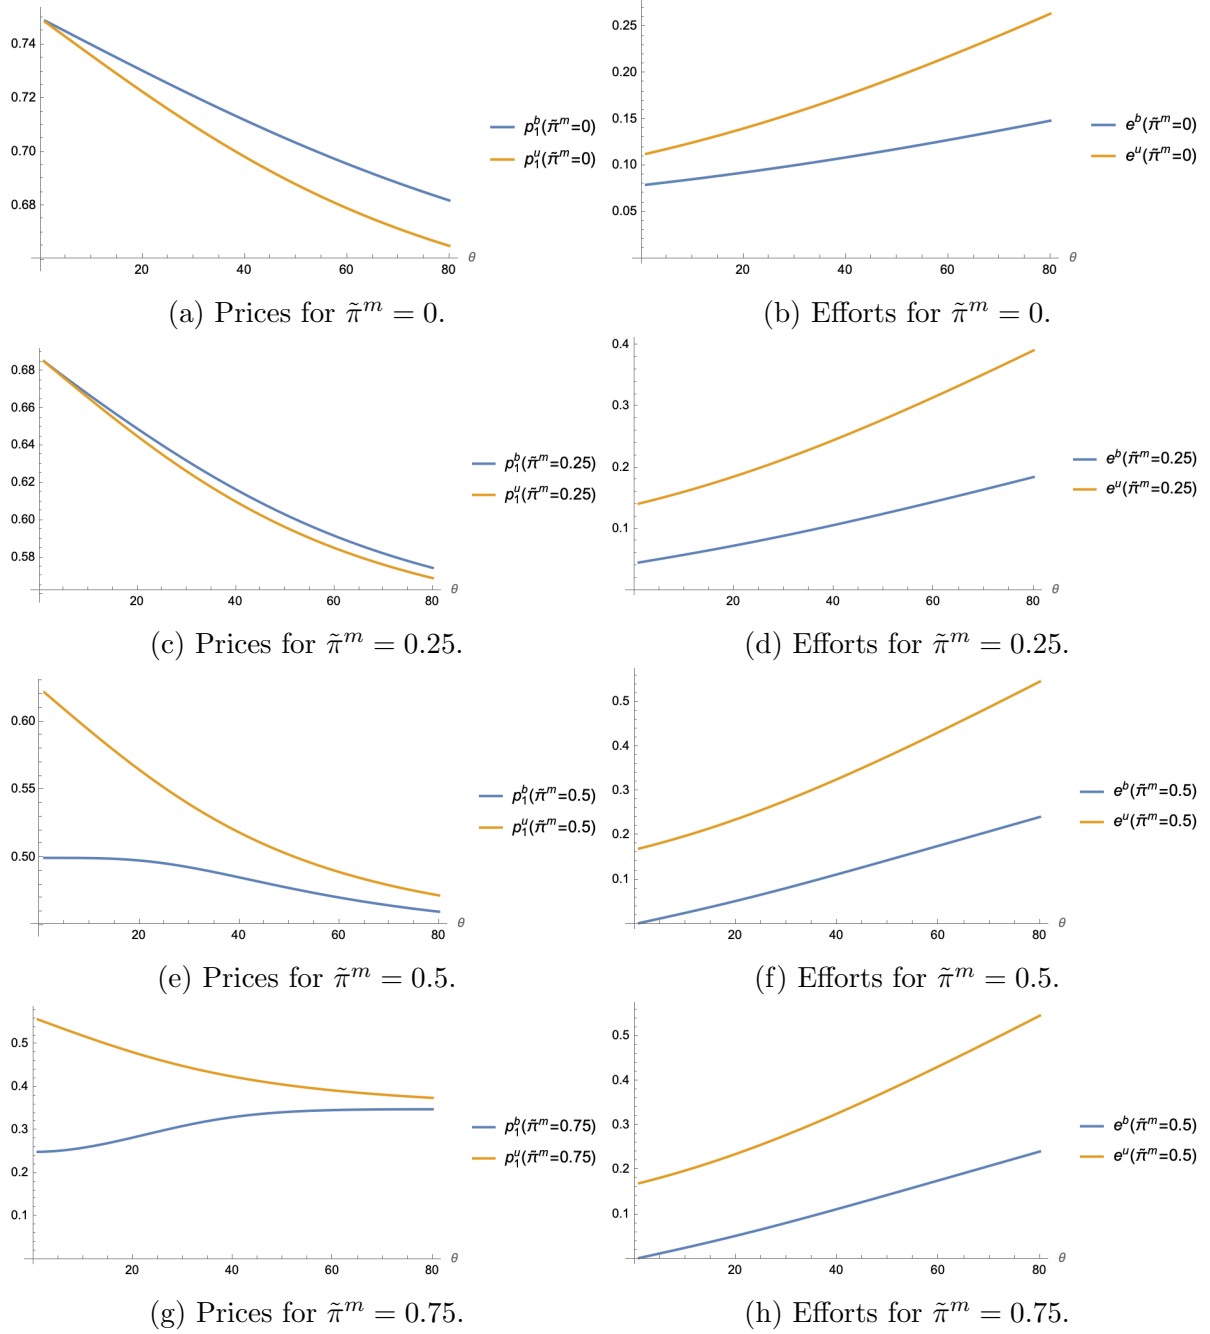 0.74
0.72
0.70
0.68
20 40 60 80
θ
p₁ᵇ(π̃ᵐ=0)
p₁ᵘ(π̃ᵐ=0)
(a) Prices for π̃ᵐ = 0.
0.25
0.20
0.15
0.10
0.05
20 40 60 80
θ
eᵇ(π̃ᵐ=0)
eᵘ(π̃ᵐ=0)
(b) Efforts for π̃ᵐ = 0.
0.68
0.66
0.64
0.62
0.60
0.58
20 40 60 80
θ
p₁ᵇ(π̃ᵐ=0.25)
p₁ᵘ(π̃ᵐ=0.25)
(c) Prices for π̃ᵐ = 0.25.
0.4
0.3
0.2
0.1
20 40 60 80
θ
eᵇ(π̃ᵐ=0.25)
eᵘ(π̃ᵐ=0.25)
(d) Efforts for π̃ᵐ = 0.25.
0.60
0.55
0.50
20 40 60 80
θ
p₁ᵇ(π̃ᵐ=0.5)
p₁ᵘ(π̃ᵐ=0.5)
(e) Prices for π̃ᵐ = 0.5.
0.5
0.4
0.3
0.2
0.1
20 40 60 80
θ
eᵇ(π̃ᵐ=0.5)
eᵘ(π̃ᵐ=0.5)
(f) Efforts for π̃ᵐ = 0.5.
0.5
0.4
0.3
0.2
0.1
20 40 60 80
θ
p₁ᵇ(π̃ᵐ=0.75)
p₁ᵘ(π̃ᵐ=0.75)
(g) Prices for π̃ᵐ = 0.75.
0.5
0.4
0.3
0.2
0.1
20 40 60 80
θ
eᵇ(π̃ᵐ=0.5)
eᵘ(π̃ᵐ=0.5)
(h) Efforts for π̃ᵐ = 0.75.